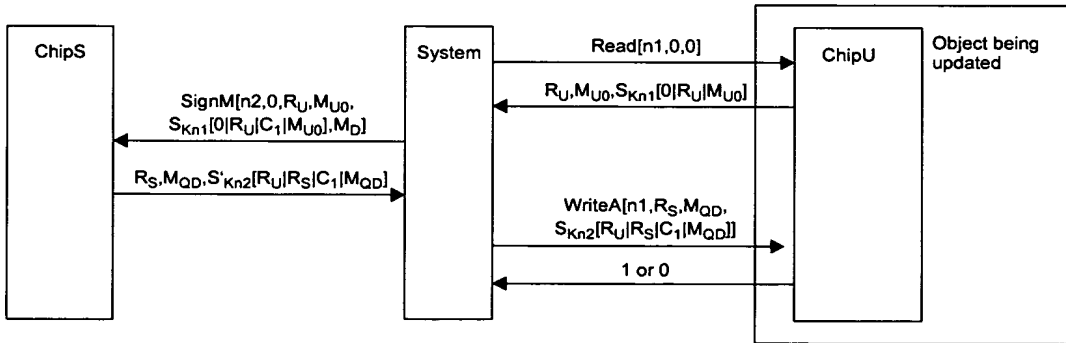 ChipS
System
ChipU
Object being
updated
Read[n1,0,0]
R_U,M_U0,S_Kn1[0|R_U|M_U0]
SignM[n2,0,R_U,M_U0,
S_Kn1[0|R_U|C_1|M_U0],M_D]
R_S,M_QD,S'_Kn2[R_U|R_S|C_1|M_QD]
WriteA[n1,R_S,M_QD,
S_Kn2[R_U|R_S|C_1|M_QD]]
1 or 0